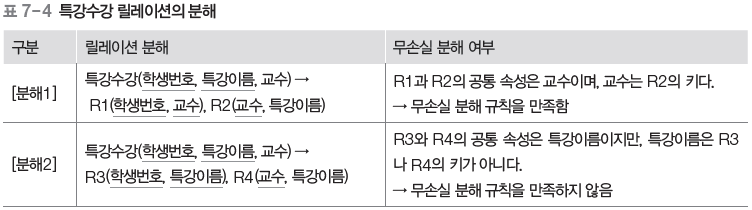 표 7-4 특강수강 릴레이션의 분해
구분 릴레이션 분해 무손실 분해 여부
[분해1]
특강수강(학생번호, 특강이름, 교수) →
R1(학생번호, 교수), R2(교수, 특강이름)
R1과 R2의 공통 속성은 교수이며, 교수는 R2의 키다.
→ 무손실 분해 규칙을 만족함
[분해2]
특강수강(학생번호, 특강이름, 교수) →
R3(학생번호, 특강이름), R4(교수, 특강이름)
R3와 R4의 공통 속성은 특강이름이지만, 특강이름은 R3
나 R4의 키가 아니다.
→ 무손실 분해 규칙을 만족하지 않음